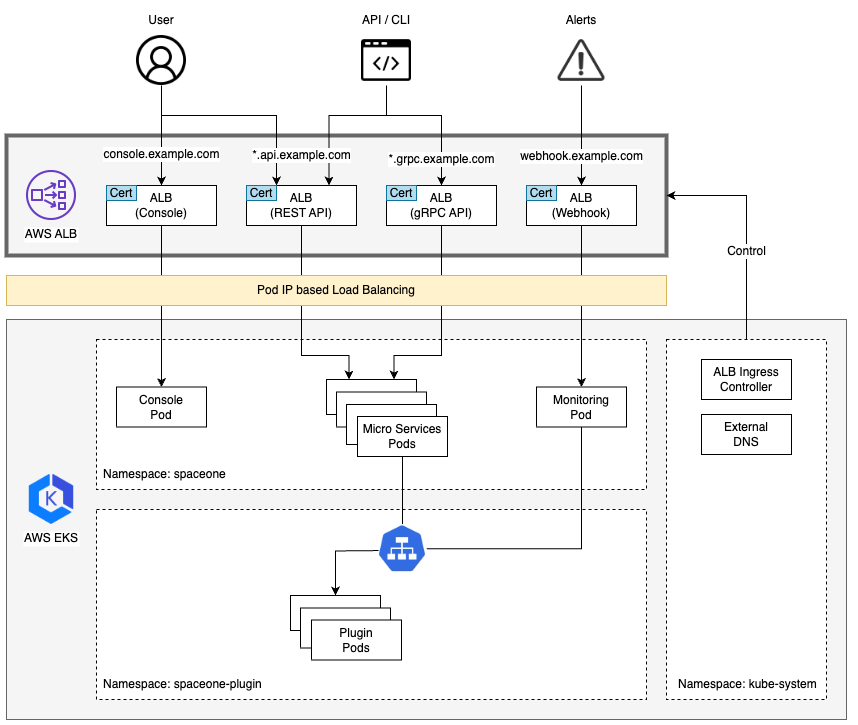 User
API / CLI
Alerts
console.example.com
*.api.example.com
*.grpc.example.com
webhook.example.com
Cert
ALB
(Console)
Cert
ALB
(REST API)
Cert
ALB
(gRPC API)
Cert
ALB
(Webhook)
AWS ALB
Control
Pod IP based Load Balancing
Console
Pod
Micro Services
Pods
Monitoring
Pod
ALB Ingress
Controller
External
DNS
Namespace: spaceone
K
AWS EKS
Plugin
Pods
Namespace: spaceone-plugin
Namespace: kube-system